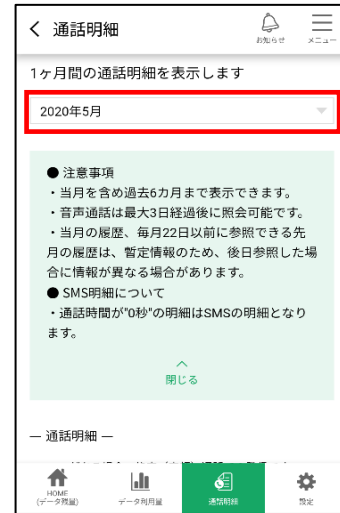 通話明細
お知らせ
メニュー
1ヶ月間の通話明細を表示します
2020年5月
● 注意事項
・当月を含め過去6カ月まで表示できます。
・音声通話は最大3日経過後に照会可能です。
・当月の履歴、毎月22日以前に参照できる先
月の履歴は、暫定情報のため、後日参照した場
合に情報が異なる場合があります。
● SMS明細について
・通話時間が"0秒"の明細はSMSの明細となり
ます。
閉じる
― 通話明細 ―
HOME
(データ残量)
データ利用量
通話明細
設定